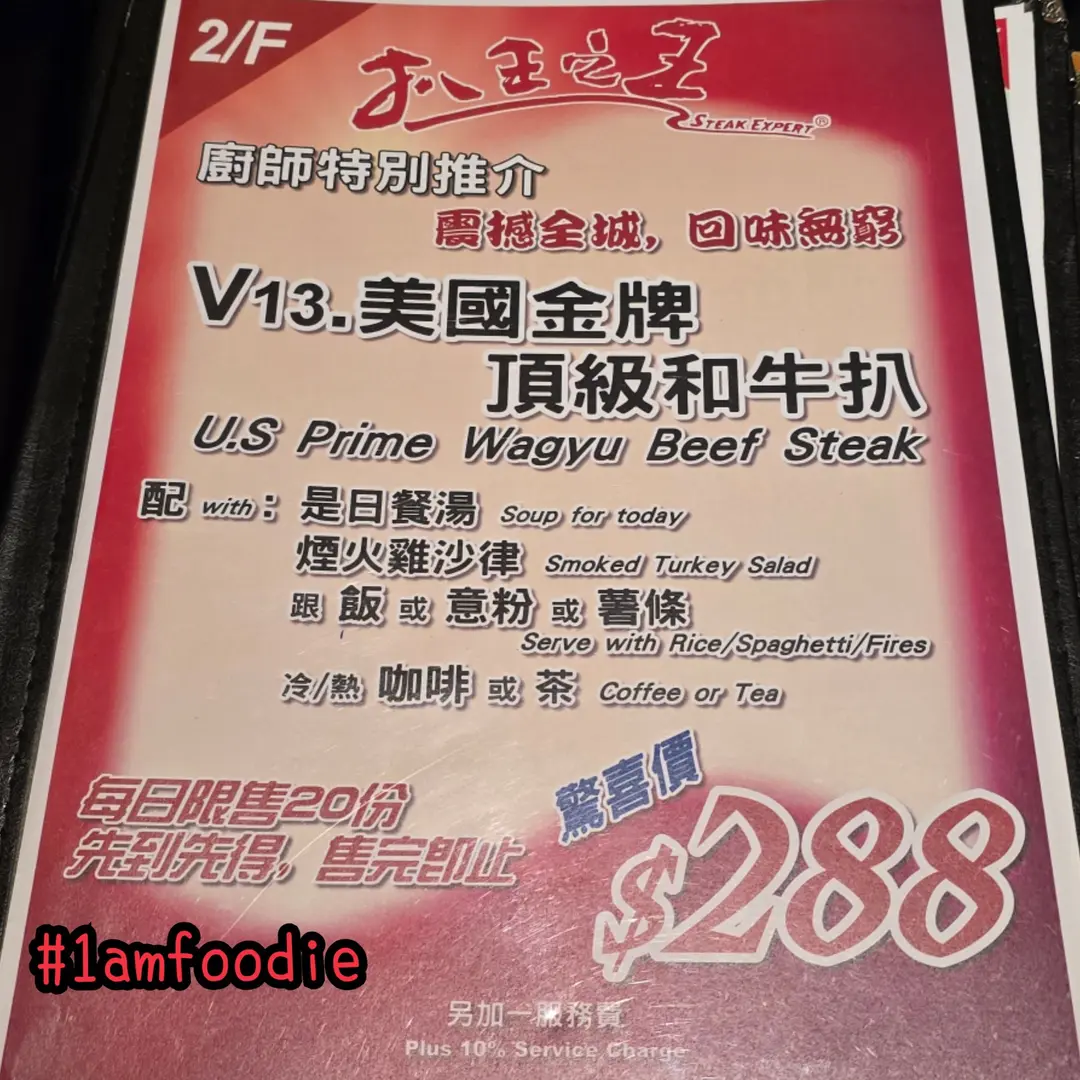 2/F
扒王之王
STEAK EXPERT®
廚師特別推介
震撼全城，回味無窮
V13.美國金牌
頂級和牛扒
U.S Prime Wagyu Beef Steak
配 with : 是日餐湯 Soup for today
煙火雞沙律 Smoked Turkey Salad
跟 飯 或 意粉 或 薯條
Serve with Rice/Spaghetti/Fires
冷/熱 咖啡 或 茶 Coffee or Tea
每日限售20份
先到先得，售完即止
驚喜價
$288
#1amfoodie
另加一服務費
Plus 10% Service Charge